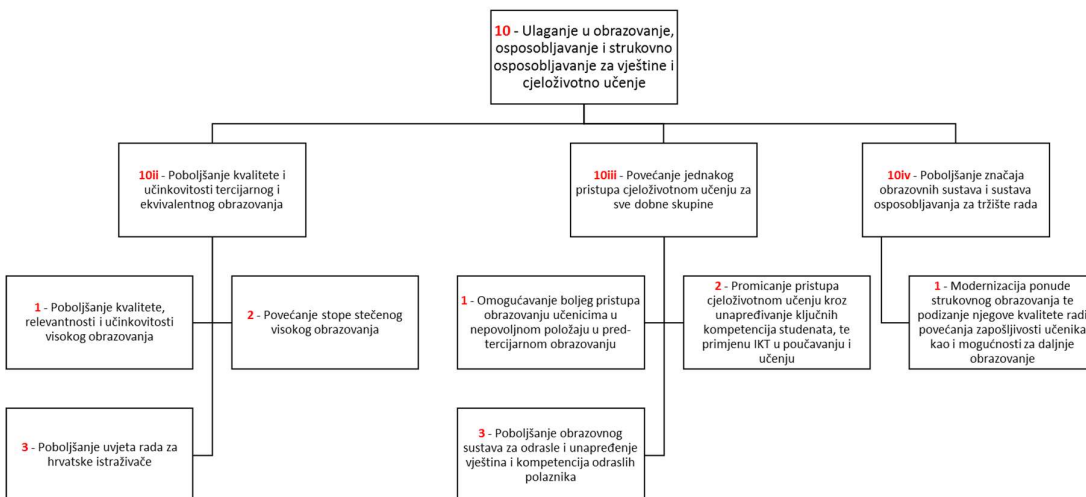 10 - Ulaganje u obrazovanje,
osposobljavanje i strukovno
osposobljavanje za vještine i
cjeloživotno učenje
10ii - Poboljšanje kvalitete i
učinkovitosti tercijarnog i
ekvivalentnog obrazovanja
10iii - Povećanje jednakog
pristupa cjeloživotnom učenju za
sve dobne skupine
10iv - Poboljšanje značaja
obrazovnih sustava i sustava
osposobljavanja za tržište rada
1 - Poboljšanje kvalitete,
relevantnosti i učinkovitosti
visokog obrazovanja
2 - Povećanje stope stečenog
visokog obrazovanja
1 - Omogućavanje boljeg pristupa
obrazovanju učenicima u
nepovoljnom položaju u pred-
tercijarnom obrazovanju
2 - Promicanje pristupa
cjeloživotnom učenju kroz
unapređivanje ključnih
kompetencija studenata, te
primjenu IKT u poučavanju i
učenju
1 - Modernizacija ponude
strukovnog obrazovanja te
podizanje njegove kvalitete radi
povećanja zapošljivosti učenika
kao i mogućnosti za daljnje
obrazovanje
3 - Poboljšanje uvjeta rada za
hrvatske istraživače
3 - Poboljšanje obrazovnog
sustava za odrasle i unapređenje
vještina i kompetencija odraslih
polaznika